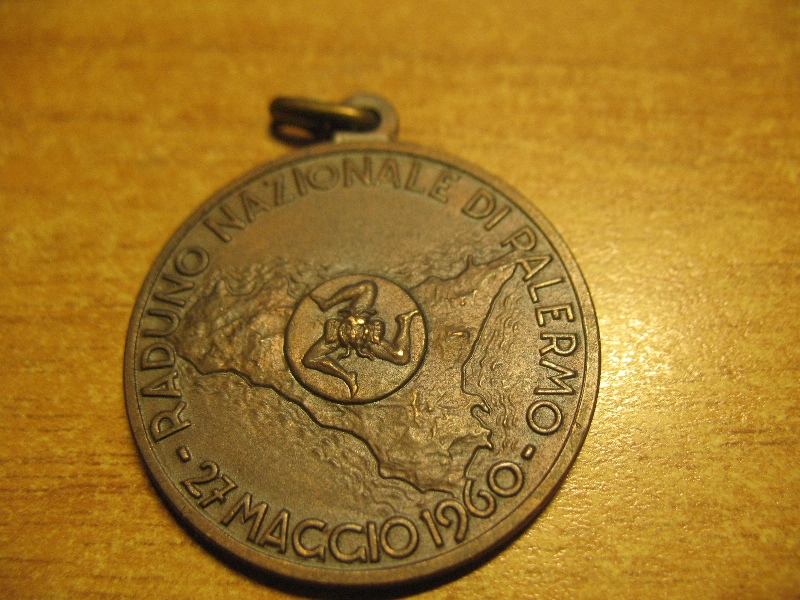 RADUNO NAZIONALE DI PALERMO
- 27 MAGGIO 1960 -